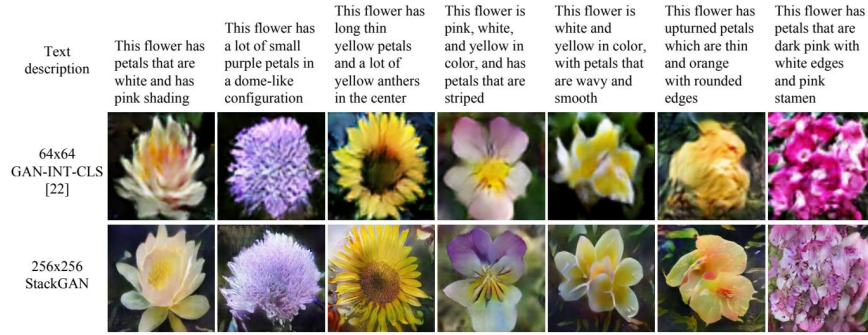 Text
description
This flower has
petals that are
white and has
pink shading
This flower has
a lot of small
purple petals in
a dome-like
configuration
This flower has
long thin
yellow petals
and a lot of
yellow anthers
in the center
This flower is
pink, white,
and yellow in
color, and has
petals that are
striped
This flower is
white and
yellow in color,
with petals that
are wavy and
smooth
This flower has
upturned petals
which are thin
and orange
with rounded
edges
This flower has
petals that are
dark pink with
white edges
and pink
stamen
64x64
GAN-INT-CLS
[22]
256x256
StackGAN